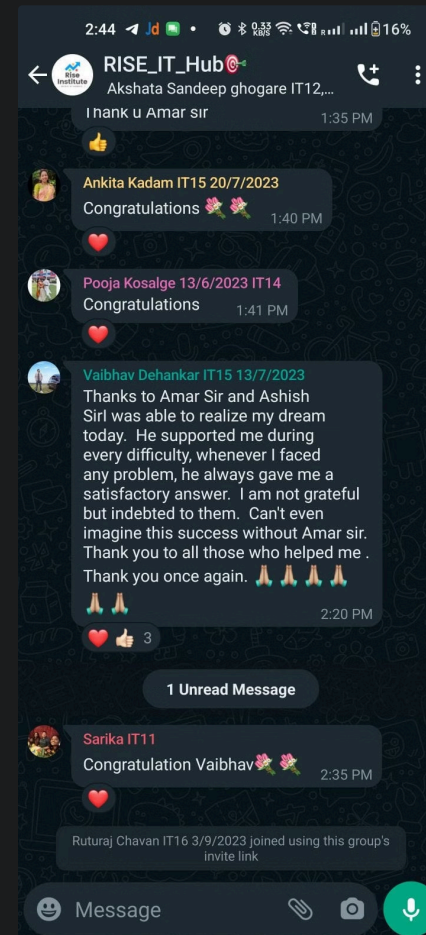 2:44 Jd 0.33 KB/S R 16%
Rise Institute
RISE_IT_Hub🎯
Akshata Sandeep ghogare IT12,...
Thank u Amar sir
1:35 PM
👍
Ankita Kadam IT15 20/7/2023
Congratulations 💐 💐 1:40 PM
❤️
Pooja Kosalge 13/6/2023 IT14
Congratulations 1:41 PM
❤️
Vaibhav Dehankar IT15 13/7/2023
Thanks to Amar Sir and Ashish
SirI was able to realize my dream
today. He supported me during
every difficulty, whenever I faced
any problem, he always gave me a
satisfactory answer. I am not grateful
but indebted to them. Can't even
imagine this success without Amar sir.
Thank you to all those who helped me .
Thank you once again. 🙏🏼 🙏🏼 🙏🏼 🙏🏼
🙏🏼 🙏🏼 2:20 PM
❤️ 👍🏻 3
1 Unread Message
Sarika IT11
Congratulation Vaibhav💐 💐 2:35 PM
❤️
Ruturaj Chavan IT16 3/9/2023 joined using this group's
invite link
Message